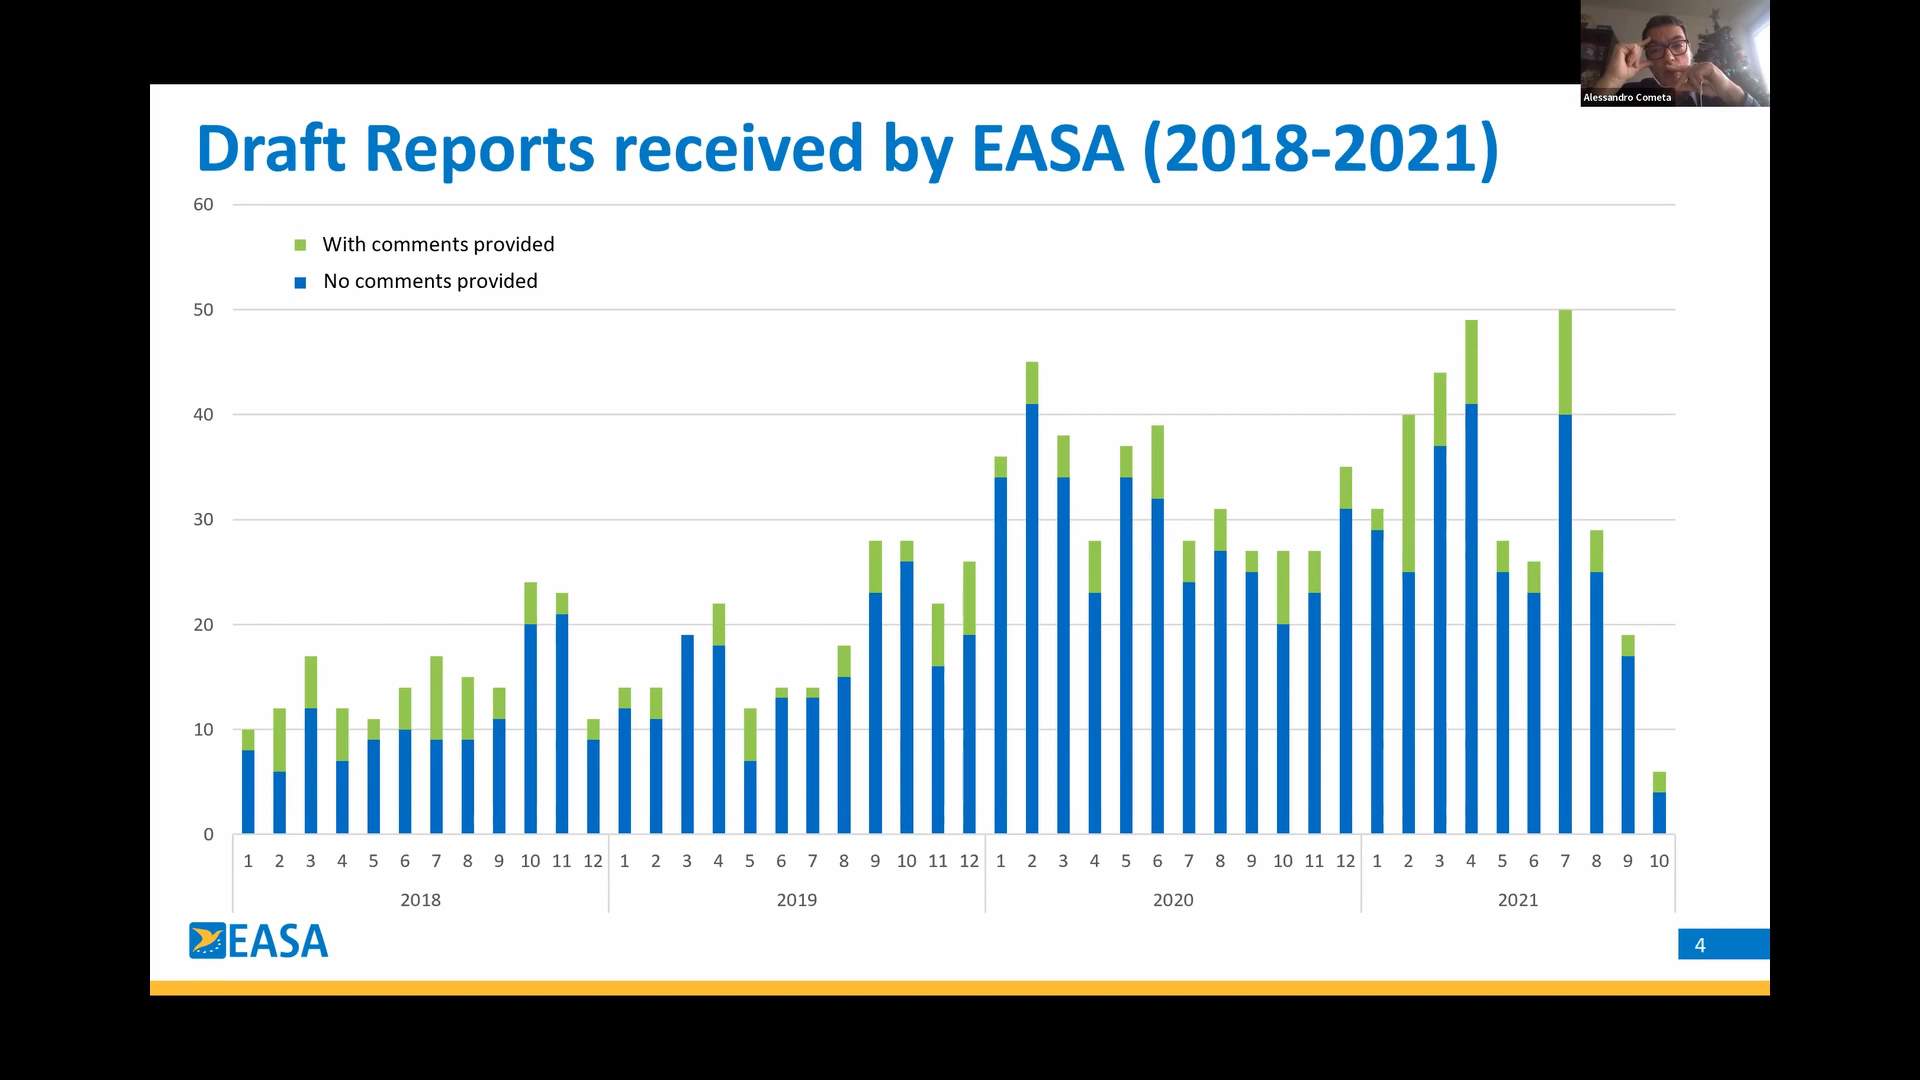 Alessandro Cometa
Draft Reports received by EASA (2018-2021)
60
With comments provided
No comments provided
50
40
30
20
10
0
1 2 3 4 5 6 7 8 9 10 11 12 1 2 3 4 5 6 7 8 9 10 11 12 1 2 3 4 5 6 7 8 9 10 11 12 1 2 3 4 5 6 7 8 9 10
2018 2019 2020 2021
EASA
4